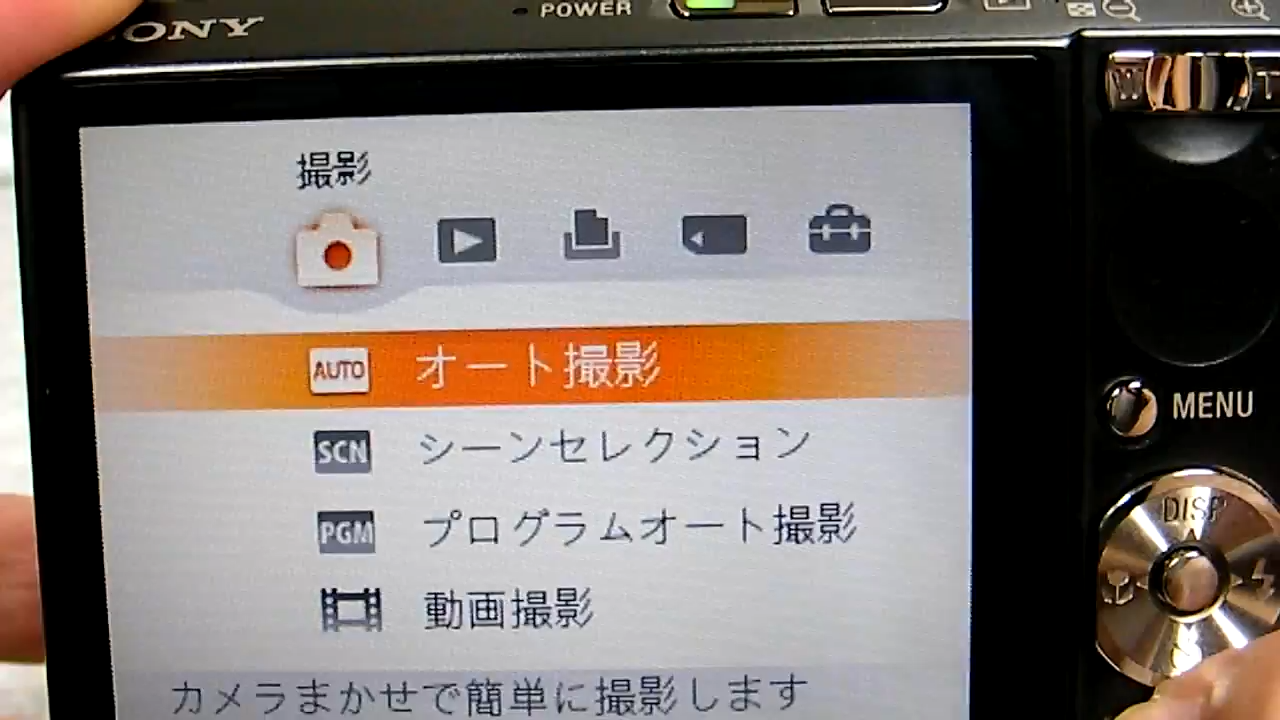 SONY
POWER
W T
撮影
AUTO オート撮影
SCN シーンセレクション
PGM プログラムオート撮影
動画撮影
カメラまかせで簡単に撮影します
MENU
DISP